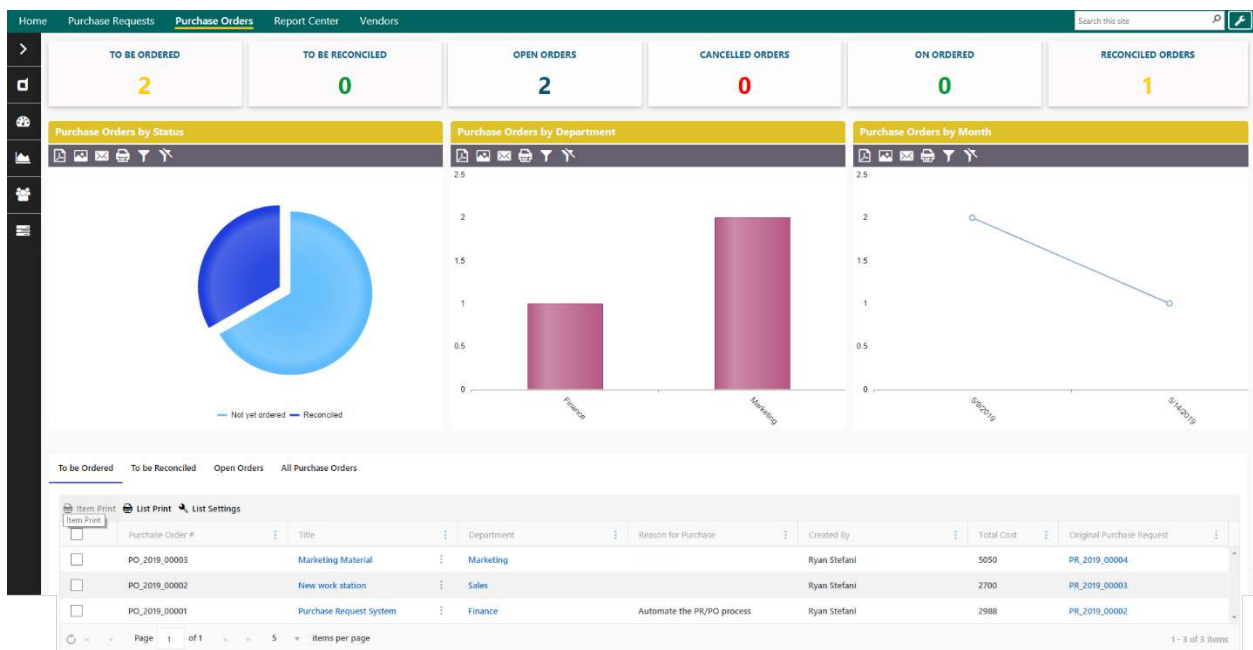 Home Purchase Requests Purchase Orders Report Center Vendors Search this site
TO BE ORDERED TO BE RECONCILED OPEN ORDERS CANCELLED ORDERS ON ORDERED RECONCILED ORDERS
2 0 2 0 0 1
Purchase Orders by Status Purchase Orders by Department Purchase Orders by Month
2.5 2.5
2 2
1.5 1.5
1 1
0.5 0.5
0 0
Finance Marketing 5/9/2019 5/14/2019
Not yet ordered Reconciled
To be Ordered To be Reconciled Open Orders All Purchase Orders
Item Print List Print List Settings
Item Print
Purchase Order # Title Department Reason for Purchase Created By Total Cost Original Purchase Request
PO_2019_00003 Marketing Material Marketing Ryan Stefani 5050 PR_2019_00004
PO_2019_00002 New work station Sales Ryan Stefani 2700 PR_2019_00003
PO_2019_00001 Purchase Request System Finance Automate the PR/PO process Ryan Stefani 2988 PR_2019_00002
Page 1 of 1 5 items per page 1 - 3 of 3 items